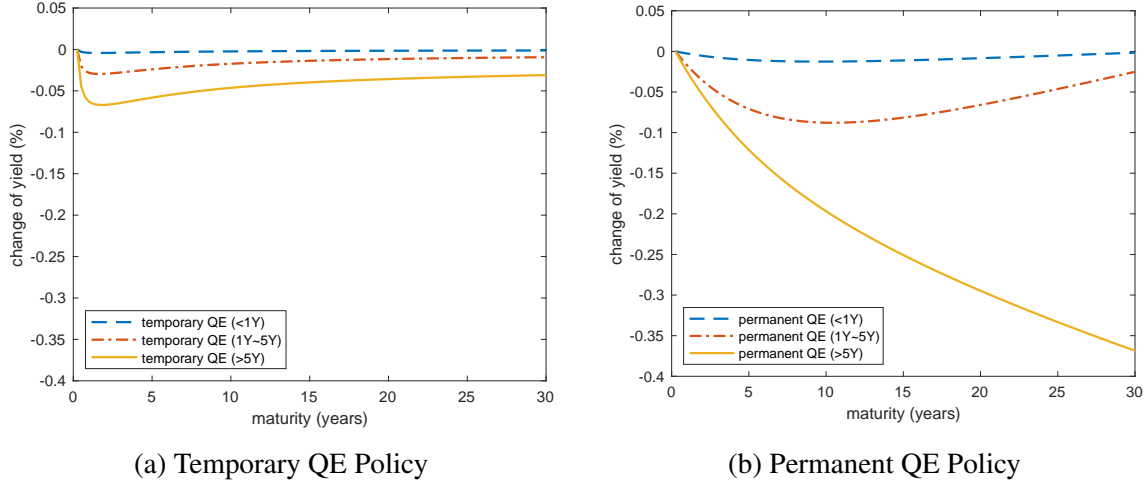 0.05
0
-0.05
-0.1
-0.15
-0.2
-0.25
-0.3
-0.35
-0.4
change of yield (%)
temporary QE (<1Y)
temporary QE (1Y~5Y)
temporary QE (>5Y)
0 5 10 15 20 25 30
maturity (years)
(a) Temporary QE Policy
0.05
0
-0.05
-0.1
-0.15
-0.2
-0.25
-0.3
-0.35
-0.4
change of yield (%)
permanent QE (<1Y)
permanent QE (1Y~5Y)
permanent QE (>5Y)
0 5 10 15 20 25 30
maturity (years)
(b) Permanent QE Policy